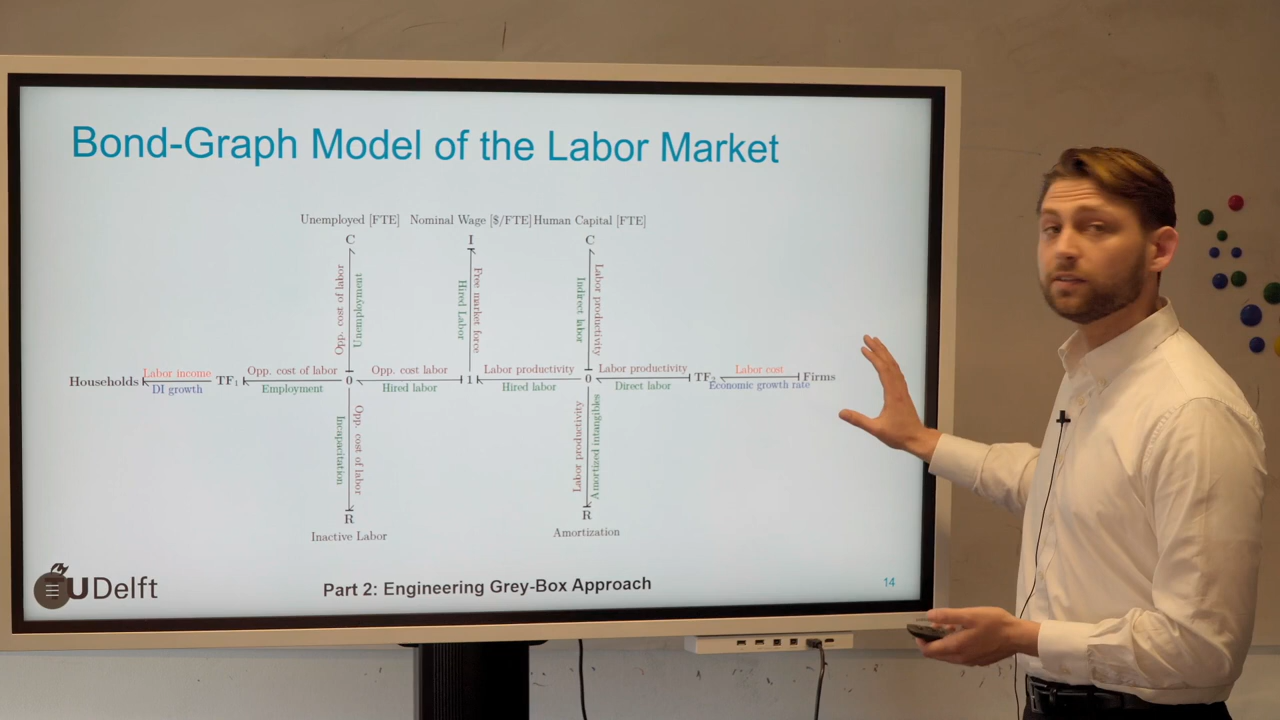 Bond-Graph Model of the Labor Market
Unemployed [FTE] Nominal Wage [$/FTE] Human Capital [FTE]
C I C
Opp. cost of labor
Unemployment
Hired Labor
Free market force
Indirect labor
Labor productivity
Labor income Opp. cost of labor Opp. cost labor Labor productivity Labor productivity Labor cost
Households TF1 0 1 0 TF2 Firms
DI growth Employment Hired labor Hired labor Direct labor Economic growth rate
Incapacitation
Opp. cost of labor
Labor productivity
Amortized intangibles
R R
Inactive Labor Amortization
TUDelft Part 2: Engineering Grey-Box Approach 14